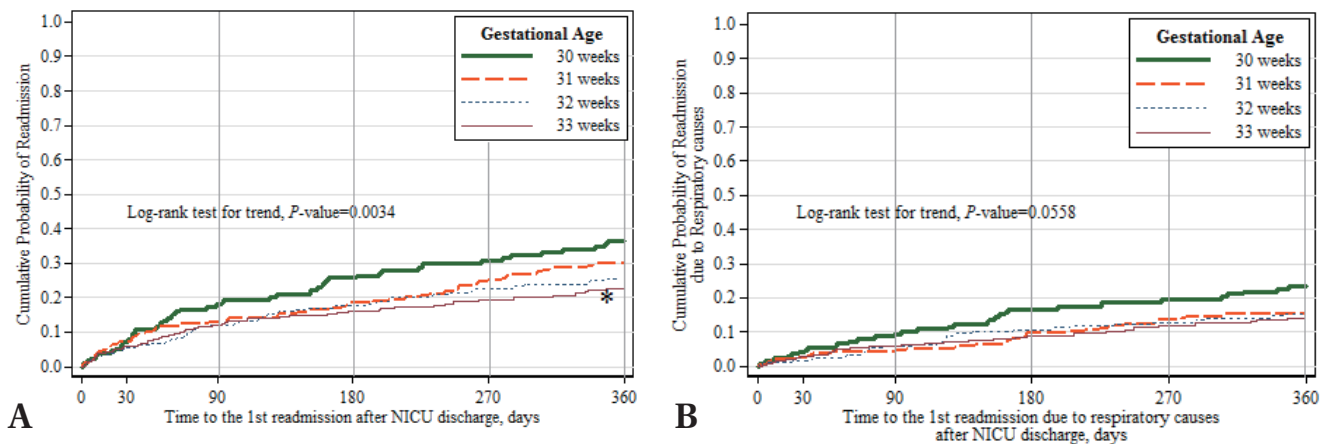 Cumulative Probability of Readmission
1.0
0.9
0.8
0.7
0.6
0.5
0.4
0.3
0.2
0.1
0.0
Gestational Age
30 weeks
31 weeks
32 weeks
33 weeks
Log-rank test for trend, P-value=0.0034
*
0 30 90 180 270 360
Time to the 1st readmission after NICU discharge, days
A
Cumulative Probability of Readmission
due to Respiratory causes
1.0
0.9
0.8
0.7
0.6
0.5
0.4
0.3
0.2
0.1
0.0
Gestational Age
30 weeks
31 weeks
32 weeks
33 weeks
Log-rank test for trend, P-value=0.0558
0 30 90 180 270 360
Time to the 1st readmission due to respiratory causes
after NICU discharge, days
B